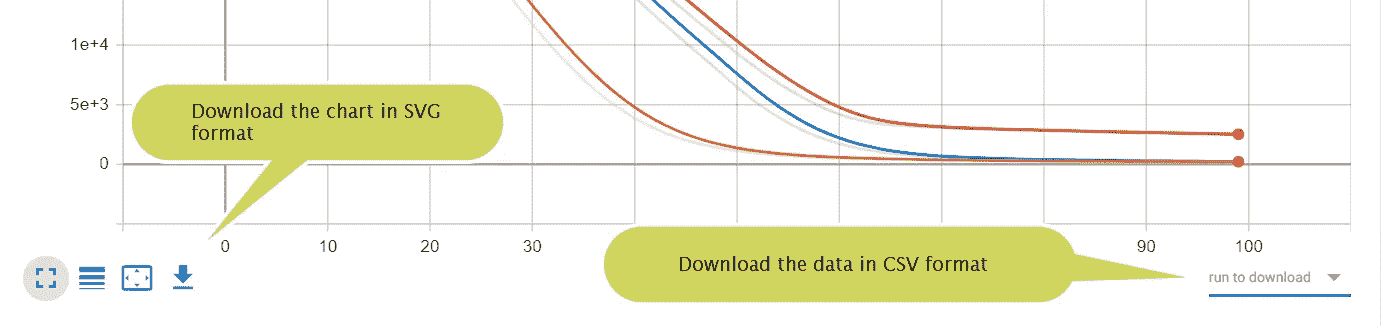 1e+4
5e+3
0
Download the chart in SVG
format
0 10 20 30 90 100
Download the data in CSV format
run to download